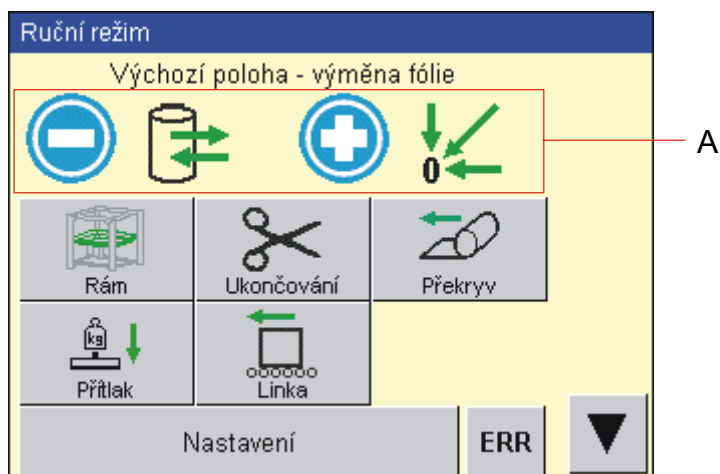 Ruční režim
Výchozí poloha - výměna fólie
A
0
Rám
Ukončování
Překryv
kg
Přítlak
Linka
Nastavení
ERR